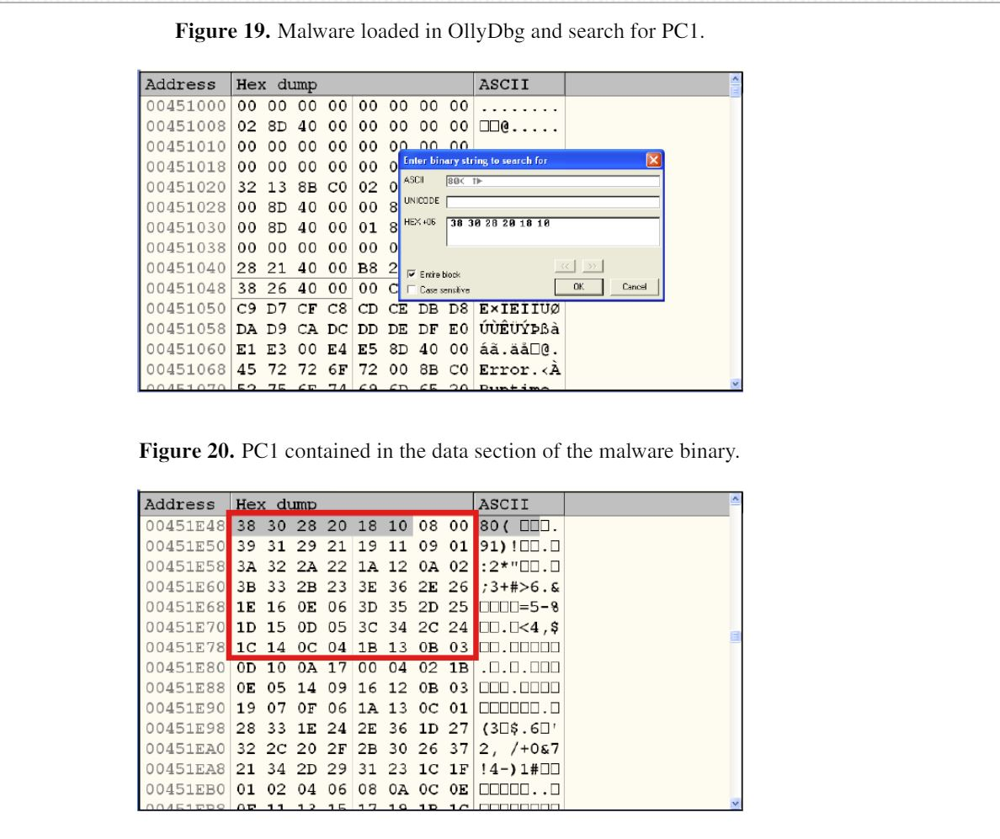 Figure 19. Malware loaded in OllyDbg and search for PC1.
Address Hex dump ASCII
00451000 00 00 00 00 00 00 00 00 ........
00451008 02 8D 40 00 00 00 00 00 □□@.....
00451010 00 00 00 00 00 00 00 00
00451018 00 00 00 00 00 00 0
00451020 32 13 8B C0 02 0
00451028 00 8D 40 00 00 8
00451030 00 8D 40 00 01 8
00451038 00 00 00 00 00 0
00451040 28 21 40 00 B8 2
00451048 38 26 40 00 00 C
Enter binary string to search for
ASCII
UNICODE
HEX +06 38 30 28 20 18 10
<< >>
Entire block
Case sensitive
OK Cancel
00451050 C9 D7 CF C8 CD CE DB D8 É×ÏÈÍÎÛØ
00451058 DA D9 CA DC DD DE DF E0 ÚÙÊÜÝÞßà
00451060 E1 E3 00 E4 E5 8D 40 00 áã.äå□@.
00451068 45 72 72 6F 72 00 8B C0 Error.‹À
00451070 52 75 6E 74 69 6D 65 20 Runtime
Figure 20. PC1 contained in the data section of the malware binary.
Address Hex dump ASCII
00451E48 38 30 28 20 18 10 08 00 80( □□□.
00451E50 39 31 29 21 19 11 09 01 91)!□□.□
00451E58 3A 32 2A 22 1A 12 0A 02 :2*"□□.□
00451E60 3B 33 2B 23 3E 36 2E 26 ;3+#>6.&
00451E68 1E 16 0E 06 3D 35 2D 25 □□□□=5-%
00451E70 1D 15 0D 05 3C 34 2C 24 □□.□<4,$
00451E78 1C 14 0C 04 1B 13 0B 03 □□.□□□□□
00451E80 0D 10 0A 17 00 04 02 1B .□.□.□□□
00451E88 0E 05 14 09 16 12 0B 03 □□□.□□□□
00451E90 19 07 0F 06 1A 13 0C 01 □□□□□□.□
00451E98 28 33 1E 24 2E 36 1D 27 (3□$.6□'
00451EA0 32 2C 20 2F 2B 30 26 37 2, /+0&7
00451EA8 21 34 2D 29 31 23 1C 1F !4-)1#□□
00451EB0 01 02 04 06 08 0A 0C 0E □□□□□..□
00451EB8 0F 11 13 15 17 19 1B 1C □□□□□□□□